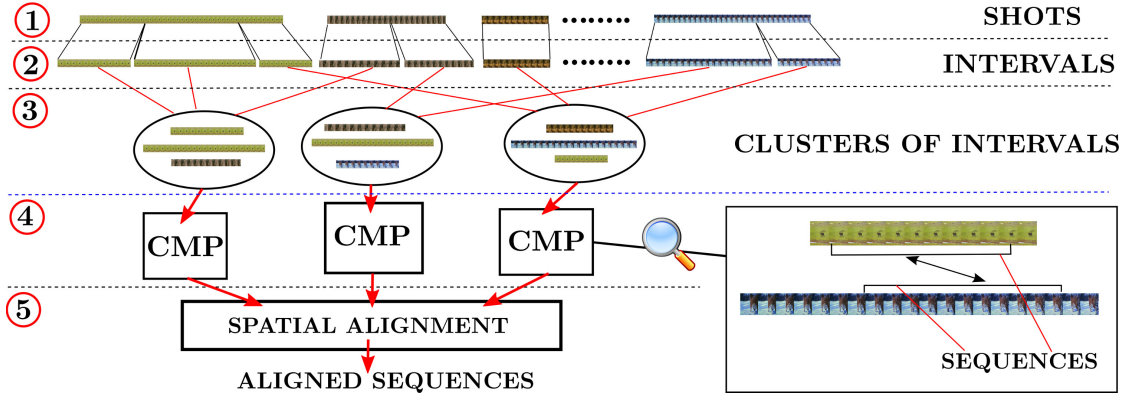 1
SHOTS
2
INTERVALS
3
CLUSTERS OF INTERVALS
4
CMP
CMP
CMP
5
SPATIAL ALIGNMENT
SEQUENCES
ALIGNED SEQUENCES